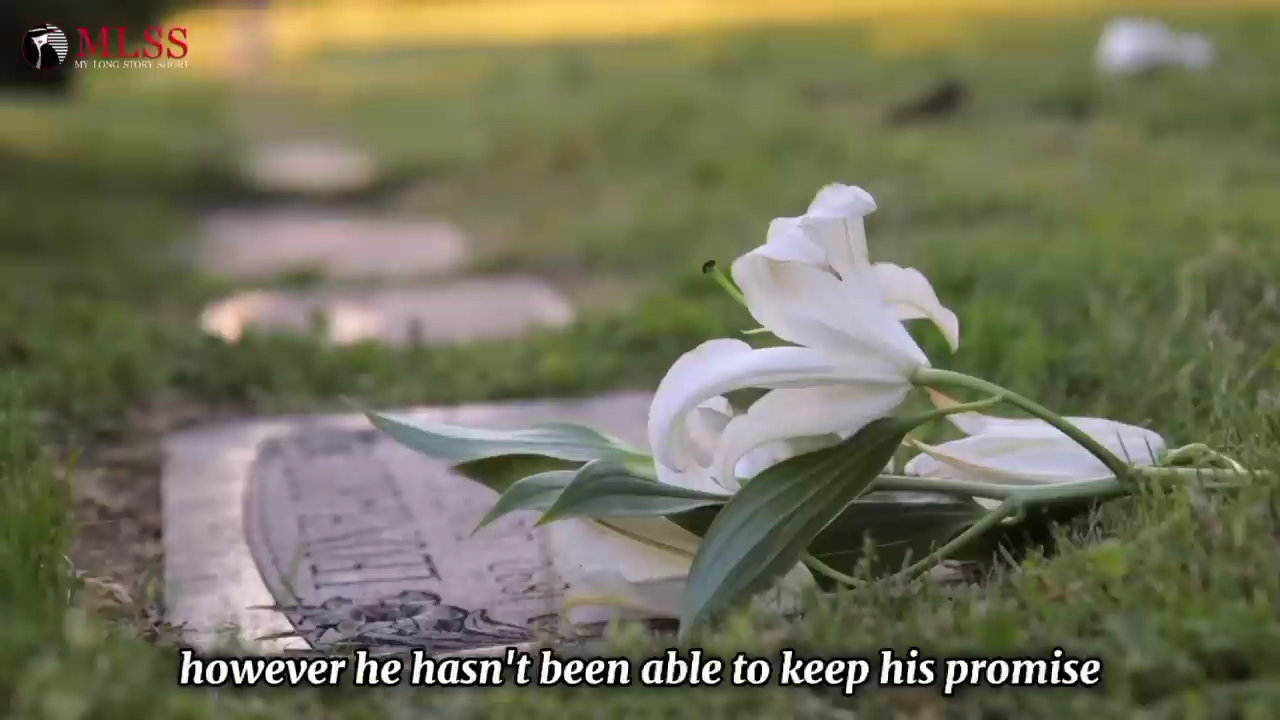 MLSS
MY LONG STORY SHORT
however he hasn't been able to keep his promise